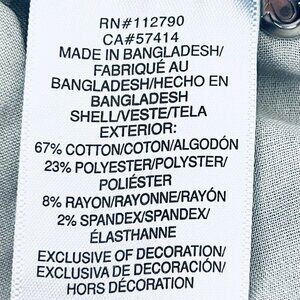 RN#112790
CA#57414
MADE IN BANGLADESH/
FABRIQUÉ AU
BANGLADESH/HECHO EN
BANGLADESH
SHELL/VESTE/TELA
EXTERIOR:
67% COTTON/COTON/ALGODÓN
23% POLYESTER/POLYESTER/
POLIÉSTER
8% RAYON/RAYONNE/RAYÓN
2% SPANDEX/SPANDEX/
ÉLASTHANNE
EXCLUSIVE OF DECORATION/
EXCLUSIVA DE DECORACIÓN/
HORS DÉCORATION